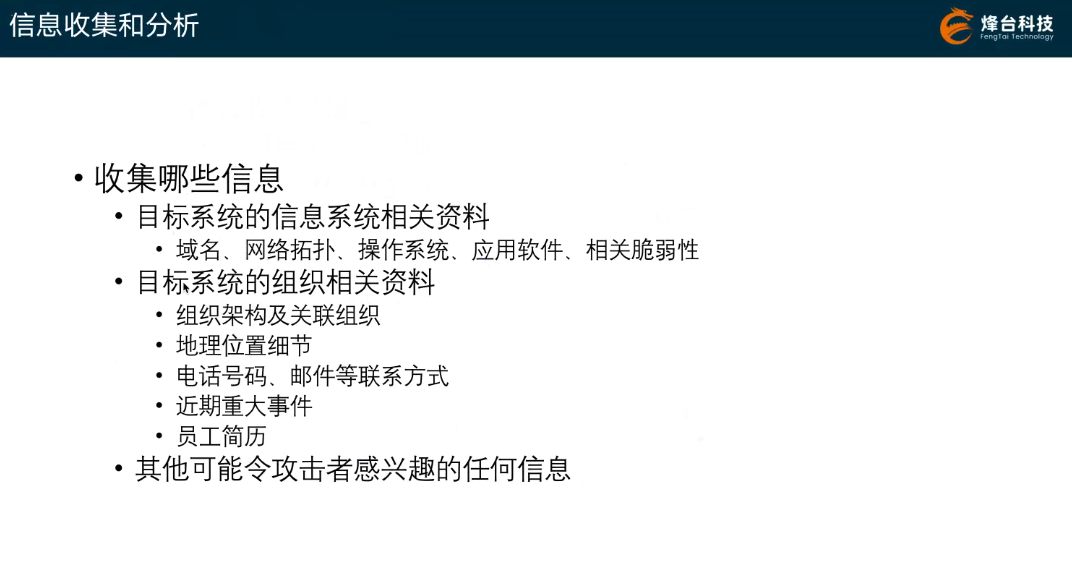 信息收集和分析
烽台科技
FengTai Technology
• 收集哪些信息
• 目标系统的信息系统相关资料
• 域名、网络拓扑、操作系统、应用软件、相关脆弱性
• 目标系统的组织相关资料
• 组织架构及关联组织
• 地理位置细节
• 电话号码、邮件等联系方式
• 近期重大事件
• 员工简历
• 其他可能令攻击者感兴趣的任何信息